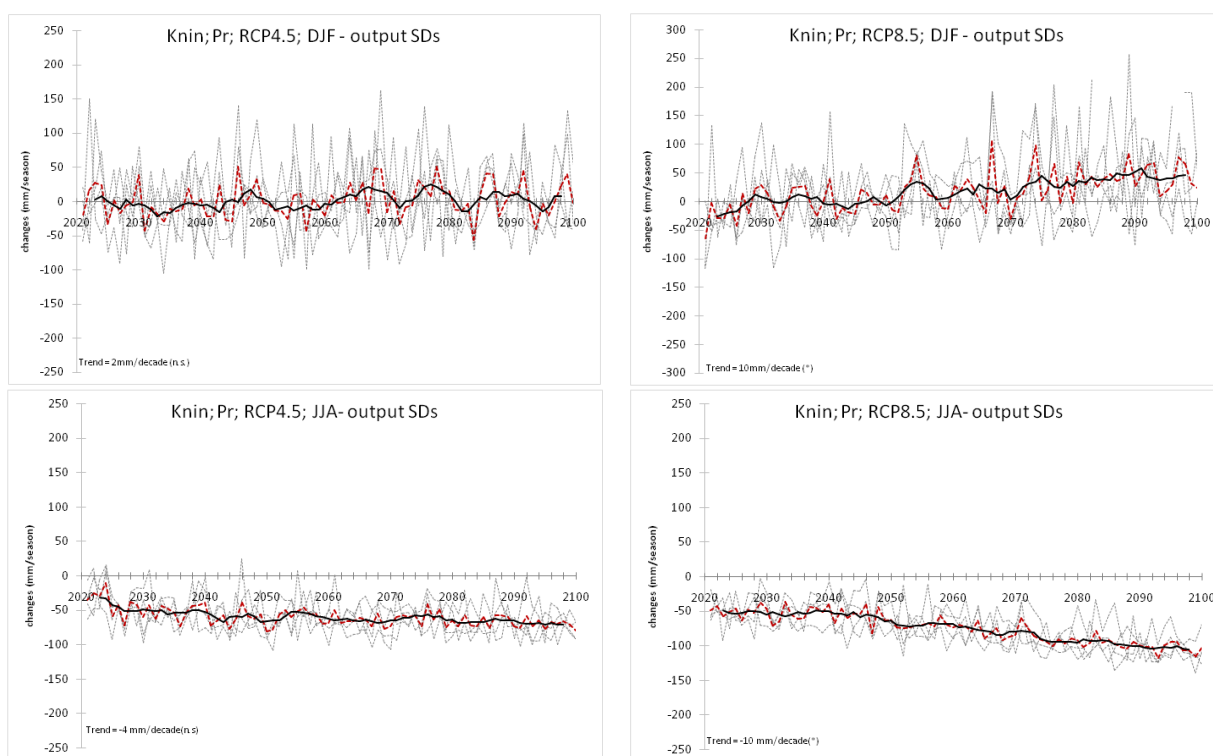 Knin; Pr; RCP4.5; DJF - output SDs
changes (mm/season)
250
200
150
100
50
0
-50
-100
-150
-200
-250
2020 2030 2040 2050 2060 2070 2080 2090 2100
Trend = 2mm/decade (n.s.)
Knin; Pr; RCP8.5; DJF - output SDs
changes (mm/season)
300
250
200
150
100
50
0
-50
-100
-150
-200
-250
-300
2020 2030 2040 2050 2060 2070 2080 2090 2100
Trend = 10mm/decade (*)
Knin; Pr; RCP4.5; JJA- output SDs
changes (mm/season)
250
200
150
100
50
0
-50
-100
-150
-200
-250
2020 2030 2040 2050 2060 2070 2080 2090 2100
Trend = -4 mm/decade(n.s)
Knin; Pr; RCP8.5; JJA- output SDs
changes (mm/season)
250
200
150
100
50
0
-50
-100
-150
-200
-250
2020 2030 2040 2050 2060 2070 2080 2090 2100
Trend = -10 mm/decade(*)